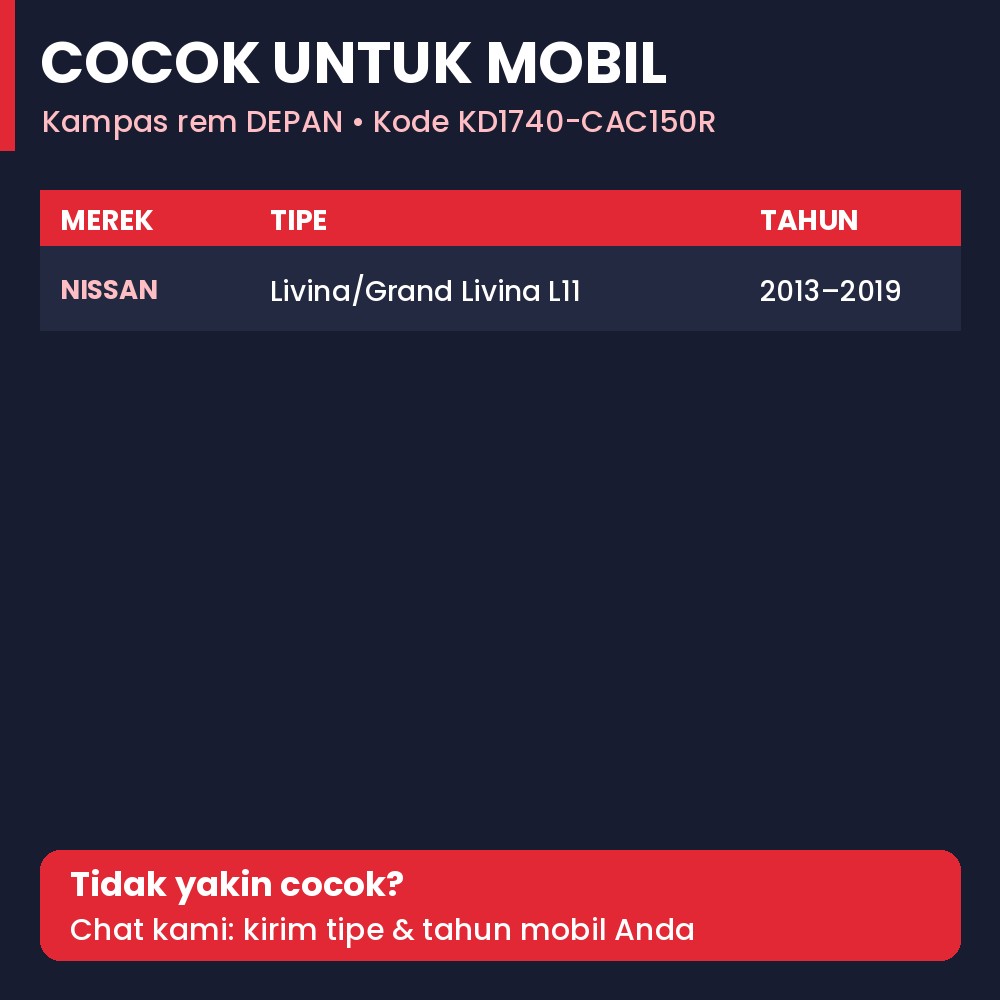 COCOK UNTUK MOBIL
Kampas rem DEPAN • Kode KD1740-CAC150R
MEREK TIPE TAHUN
NISSAN Livina/Grand Livina L11 2013–2019
Tidak yakin cocok?
Chat kami: kirim tipe & tahun mobil Anda